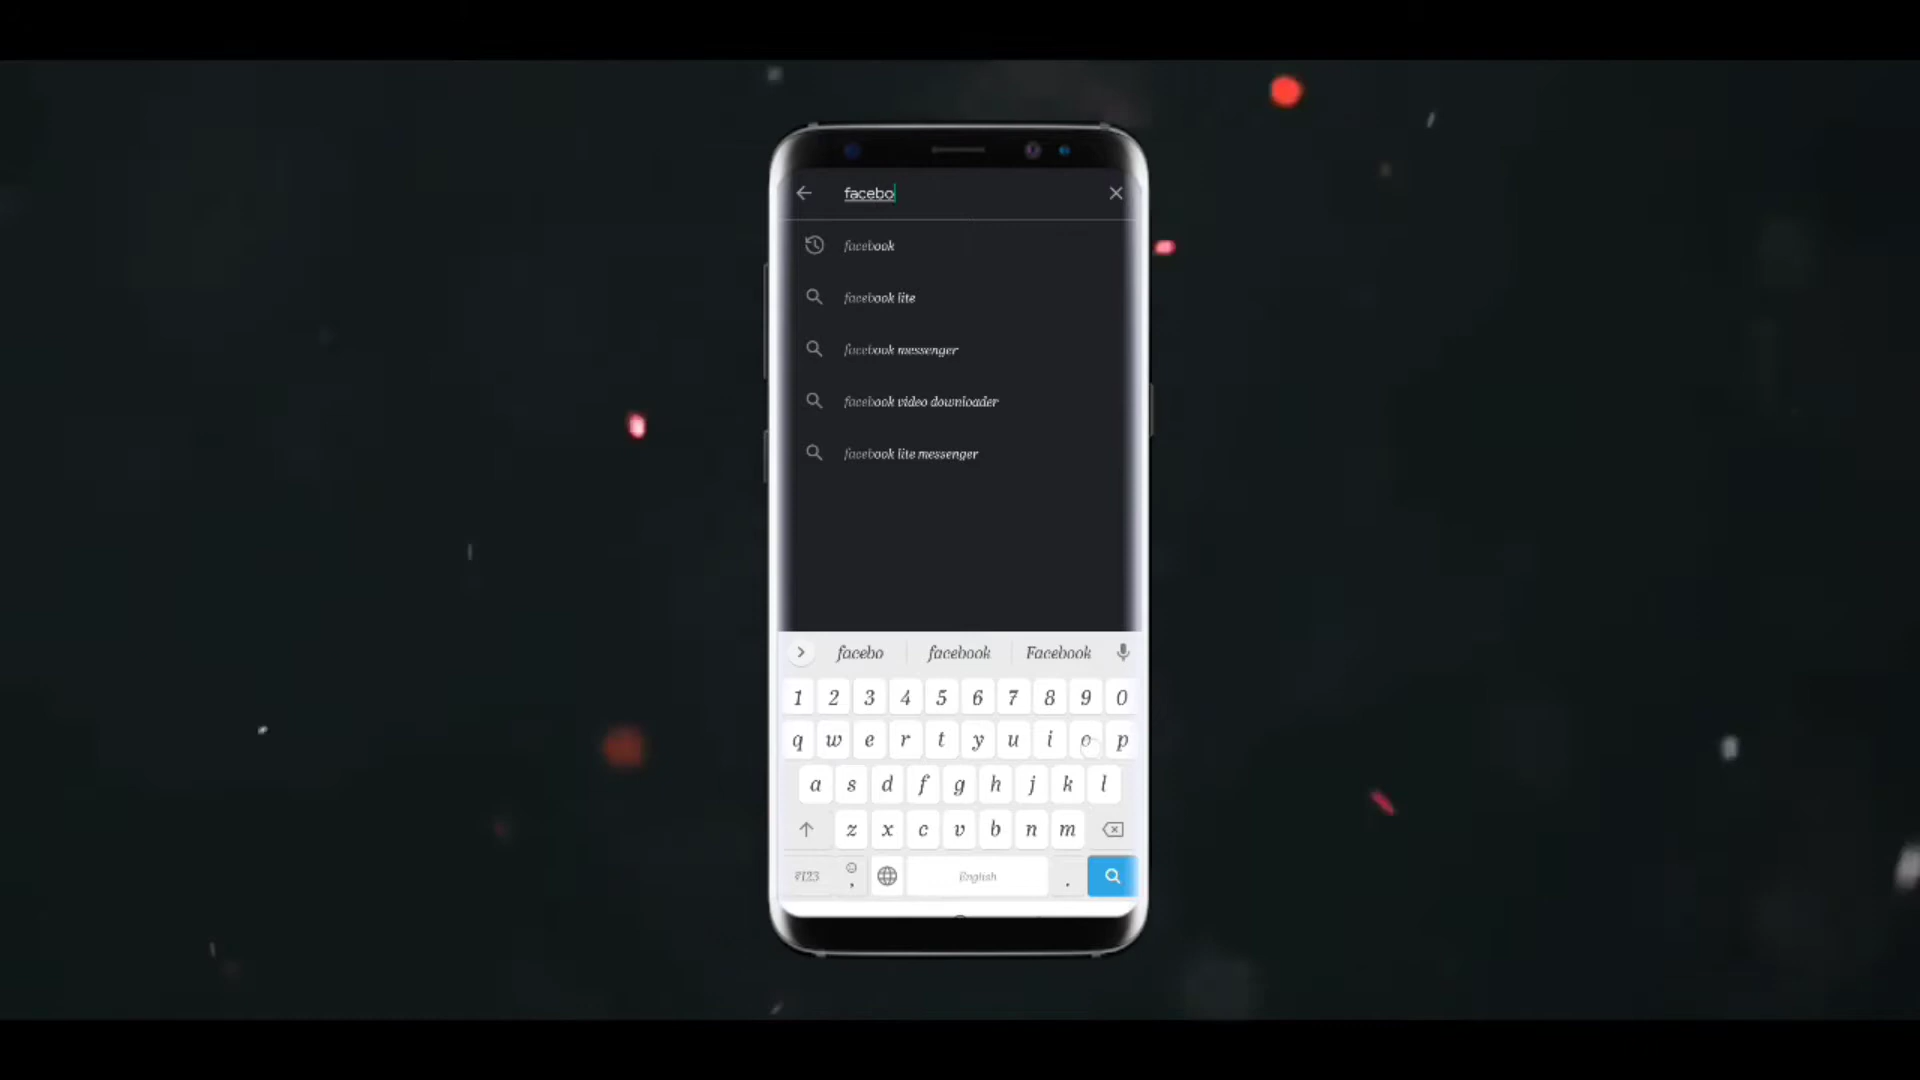 facebo
facebook
facebook lite
facebook messenger
facebook video downloader
facebook lite messenger
facebo facebook Facebook
1 2 3 4 5 6 7 8 9 0
q w e r t y u i o p
a s d f g h j k l
z x c v b n m
?123 , English .